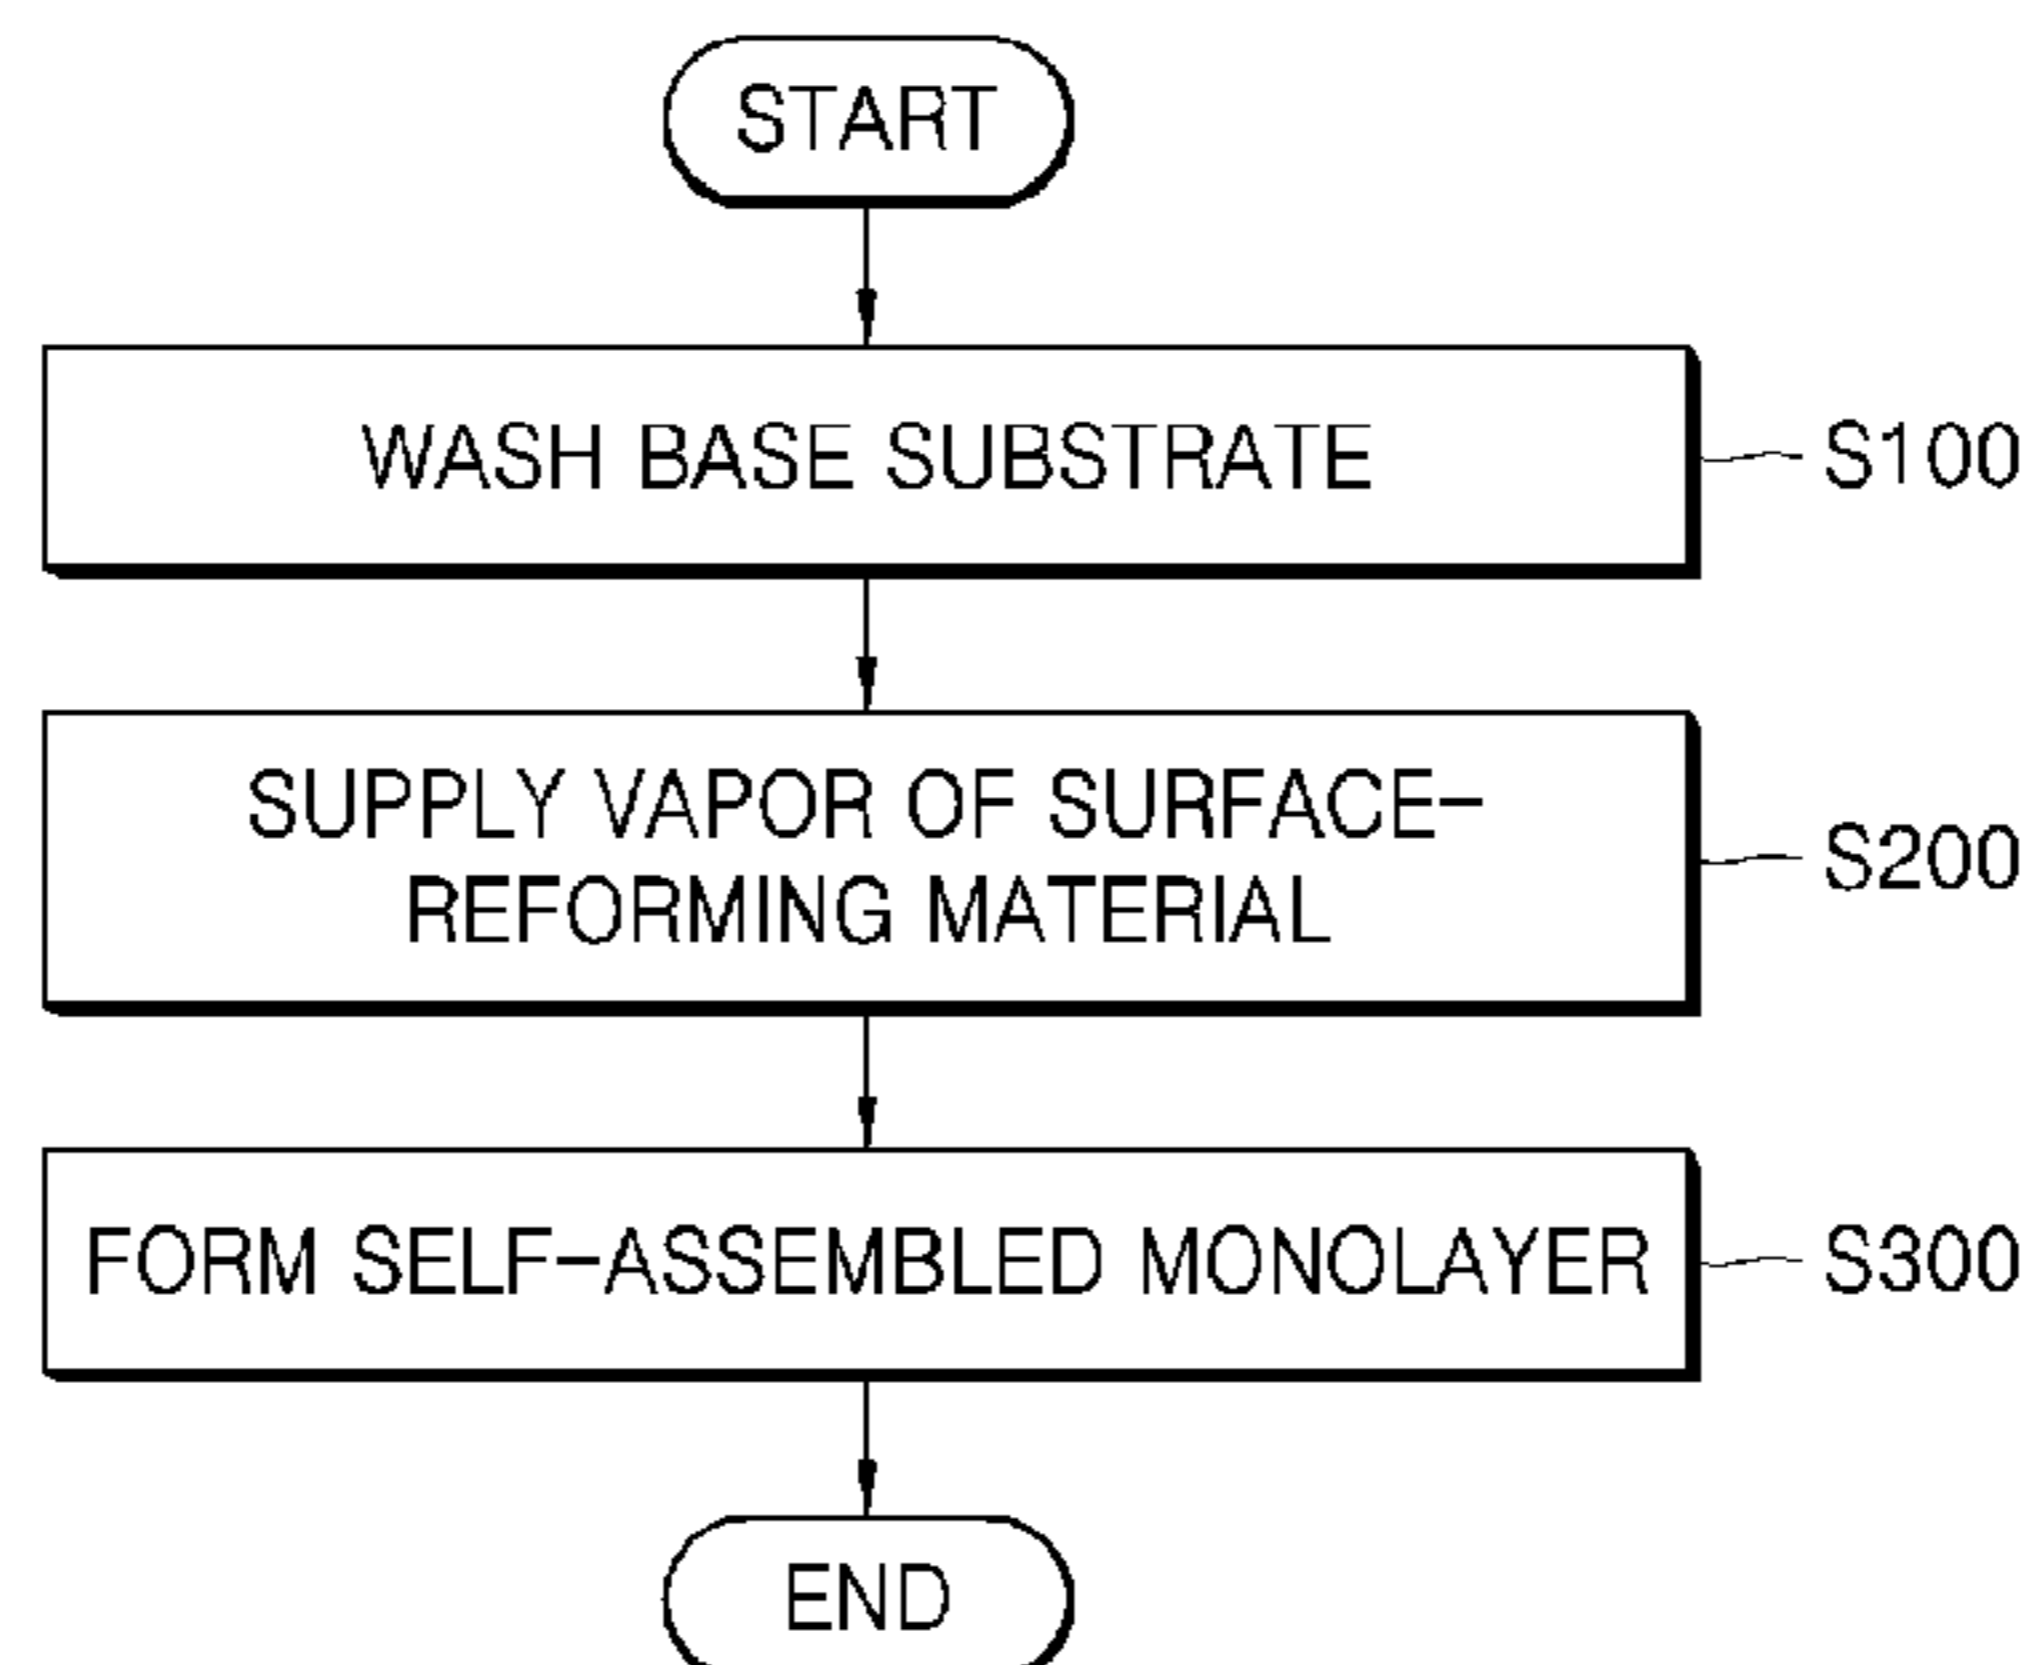 START
WASH BASE SUBSTRATE
S100
SUPPLY VAPOR OF SURFACE-
REFORMING MATERIAL
S200
FORM SELF-ASSEMBLED MONOLAYER
S300
END